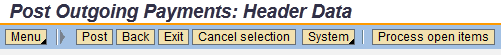 Post Outgoing Payments: Header Data
Menu Post Back Exit Cancel selection System Process open items